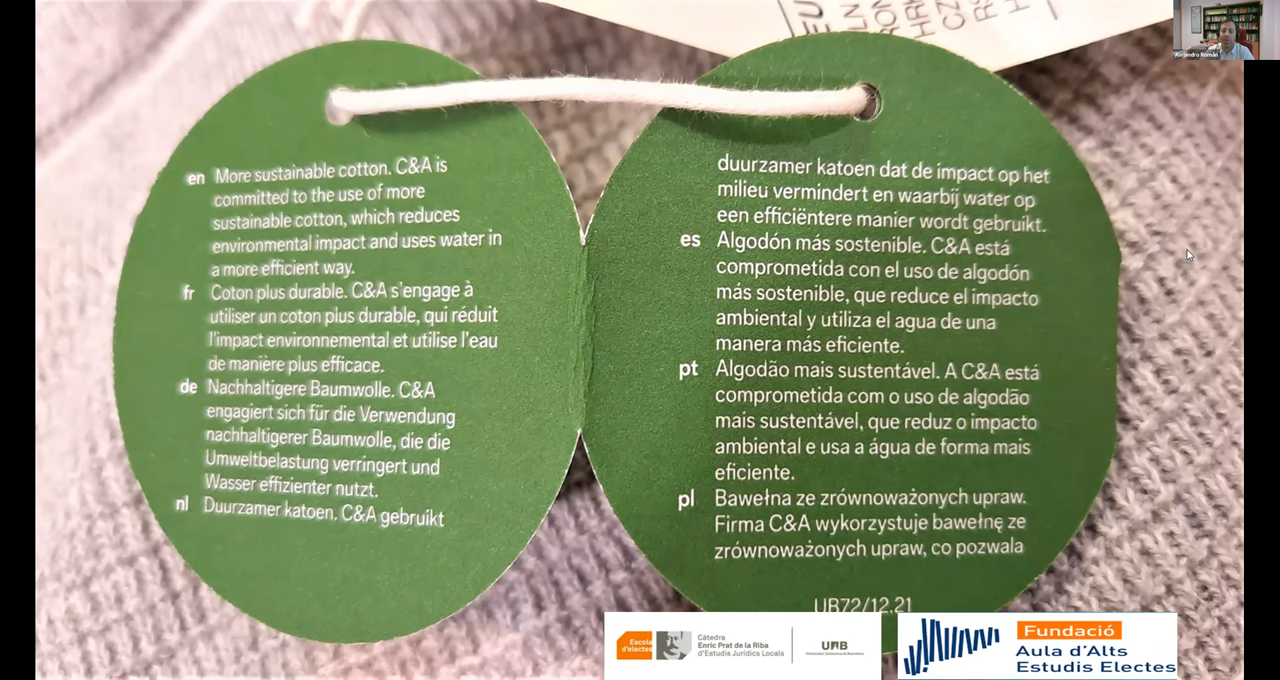 en More sustainable cotton. C&A is
committed to the use of more
sustainable cotton, which reduces
environmental impact and uses water in
a more efficient way.
fr Coton plus durable. C&A s'engage à
utiliser un coton plus durable, qui réduit
l'impact environnemental et utilise l'eau
de manière plus efficace.
de Nachhaltigere Baumwolle. C&A
engagiert sich für die Verwendung
nachhaltigerer Baumwolle, die die
Umweltbelastung verringert und
Wasser effizienter nutzt.
nl Duurzamer katoen. C&A gebruikt
duurzamer katoen dat de impact op het
milieu vermindert en waarbij water op
een efficiëntere manier wordt gebruikt.
es Algodón más sostenible. C&A está
comprometida con el uso de algodón
más sostenible, que reduce el impacto
ambiental y utiliza el agua de una
manera más eficiente.
pt Algodão mais sustentável. A C&A está
comprometida com o uso de algodão
mais sustentável, que reduz o impacto
ambiental e usa a água de forma mais
eficiente.
pl Bawełna ze zrównoważonych upraw.
Firma C&A wykorzystuje bawełnę ze
zrównoważonych upraw, co pozwala
UB72/12.21
Alejandro Román
Escola
d'electes
Càtedra
Enric Prat de la Riba
d'Estudis Jurídics Locals
UAB
Universitat Autònoma de Barcelona
Fundació
Aula d'Alts
Estudis Electes